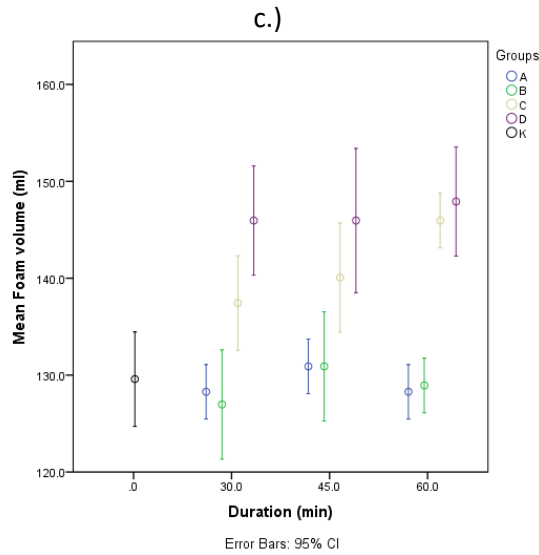 c.)
Groups
A
B
C
D
K
Mean Foam volume (ml)
160.0
150.0
140.0
130.0
120.0
.0
30.0
45.0
60.0
Duration (min)
Error Bars: 95% CI